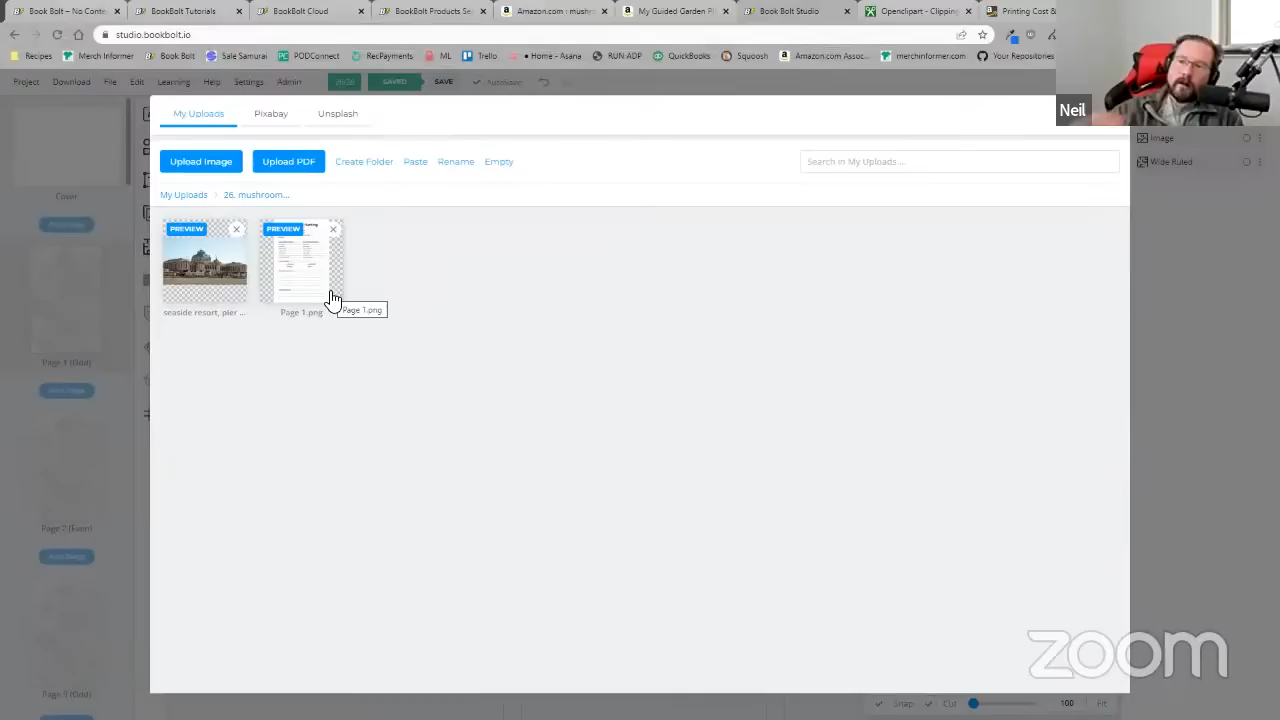 Book Bolt – No Conte
BookBolt Tutorials
BookBolt Cloud
BookBolt Products Se
Amazon.com : mushro
My Guided Garden Pl
Book Bolt Studio
Openclipart - Clipping
Printing Cost &
studio.bookbolt.io
Recipes
Merch Informer
Book Bolt
Sale Samurai
PODConnect
RecPayments
ML
Trello
Home - Asana
RUN-ADP
QuickBooks
Squoosh
Amazon.com Assoc...
merchinformer.com
Your Repositories
Project
Download
File
Edit
Learning
Help
Settings
Admin
SAVED
SAVE
AutoSave
Neil
My Uploads
Pixabay
Unsplash
Image
Upload Image
Upload PDF
Create Folder
Paste
Rename
Empty
Search in My Uploads ...
Wide Ruled
My Uploads
26. mushroom...
Cover
PREVIEW
PREVIEW
seaside resort, pier ...
Page 1.png
Page 1.png
Page 1 (Odd)
Page 2 (Even)
zoom
Snap
Cut
100
Fit